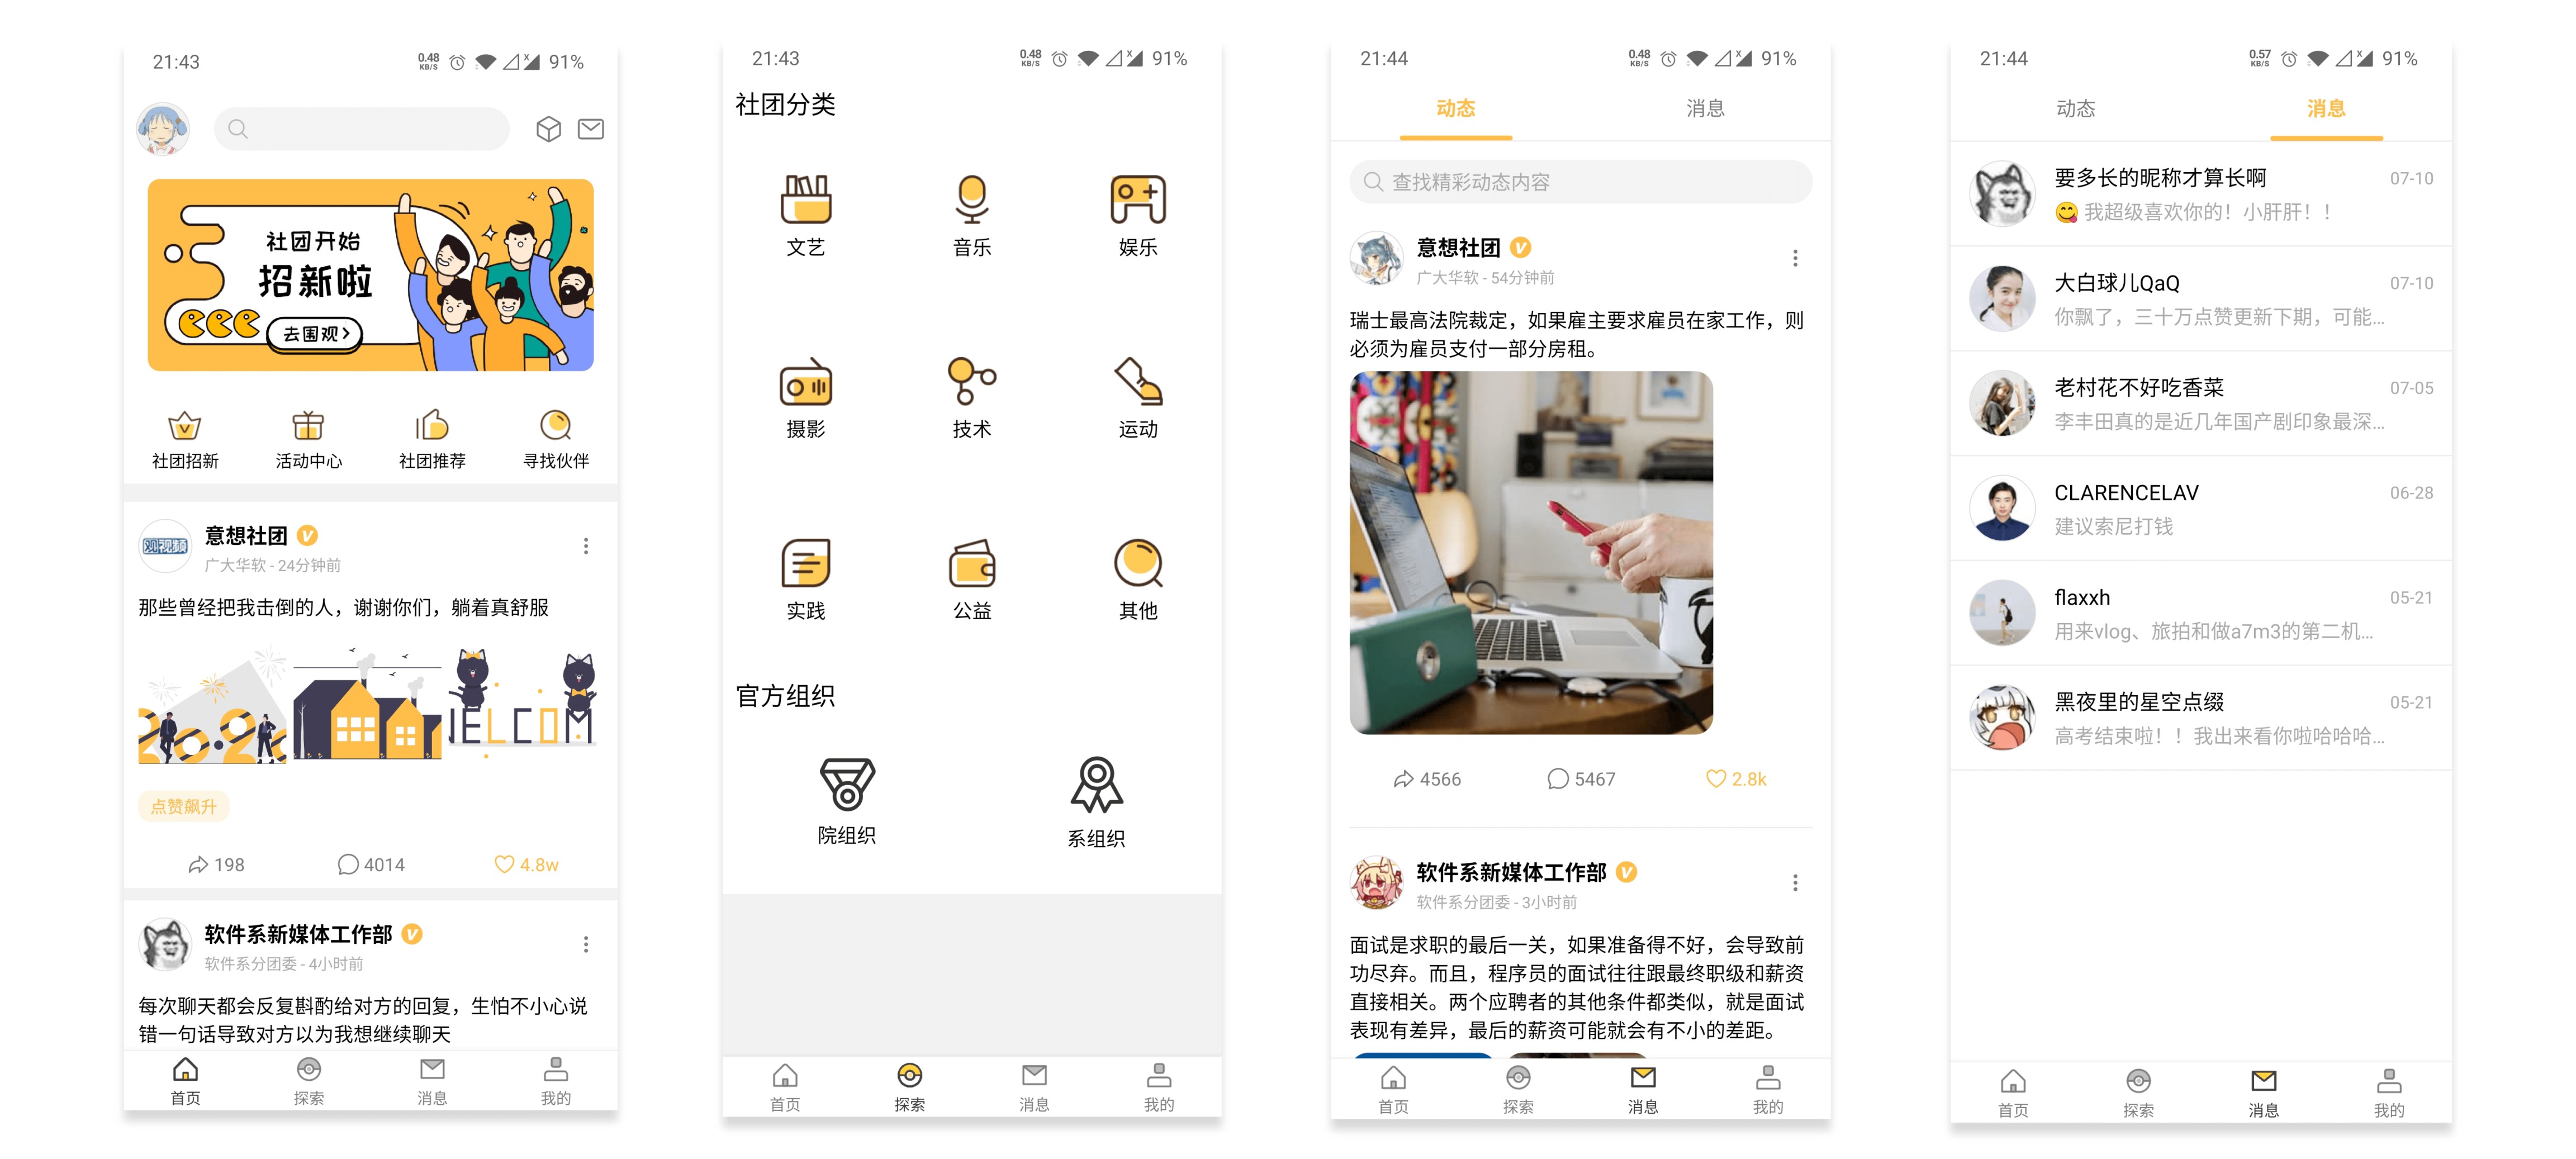 21:43
0.48
KB/S
91%
社团开始
招新啦
去围观>
社团招新
活动中心
社团推荐
寻找伙伴
观视频
意想社团
广大华软 - 24分钟前
那些曾经把我击倒的人，谢谢你们，躺着真舒服
WELCOM
点赞飙升
198
4014
4.8w
软件系新媒体工作部
软件系分团委 - 4小时前
每次聊天都会反复斟酌给对方的回复，生怕不小心说
错一句话导致对方以为我想继续聊天
首页
探索
消息
我的
21:43
0.48
KB/S
91%
社团分类
文艺
音乐
娱乐
摄影
技术
运动
实践
公益
其他
官方组织
院组织
系组织
首页
探索
消息
我的
21:44
0.48
KB/S
91%
动态
消息
查找精彩动态内容
意想社团
广大华软 - 54分钟前
瑞士最高法院裁定，如果雇主要求雇员在家工作，则
必须为雇员支付一部分房租。
4566
5467
2.8k
软件系新媒体工作部
软件系分团委 - 3小时前
面试是求职的最后一关，如果准备得不好，会导致前
功尽弃。而且，程序员的面试往往跟最终职级和薪资
直接相关。两个应聘者的其他条件都类似，就是面试
表现有差异，最后的薪资可能就会有不小的差距。
首页
探索
消息
我的
21:44
0.57
KB/S
91%
动态
消息
要多长的昵称才算长啊
07-10
😋 我超级喜欢你的！小肝肝！！
大白球儿QaQ
07-10
你飘了，三十万点赞更新下期，可能...
老村花不好吃香菜
07-05
李丰田真的是近几年国产剧印象最深...
CLARENCELAV
06-28
建议索尼打钱
flaxxh
05-21
用来vlog、旅拍和做a7m3的第二机...
黑夜里的星空点缀
05-21
高考结束啦！！我出来看你啦哈哈哈...
首页
探索
消息
我的